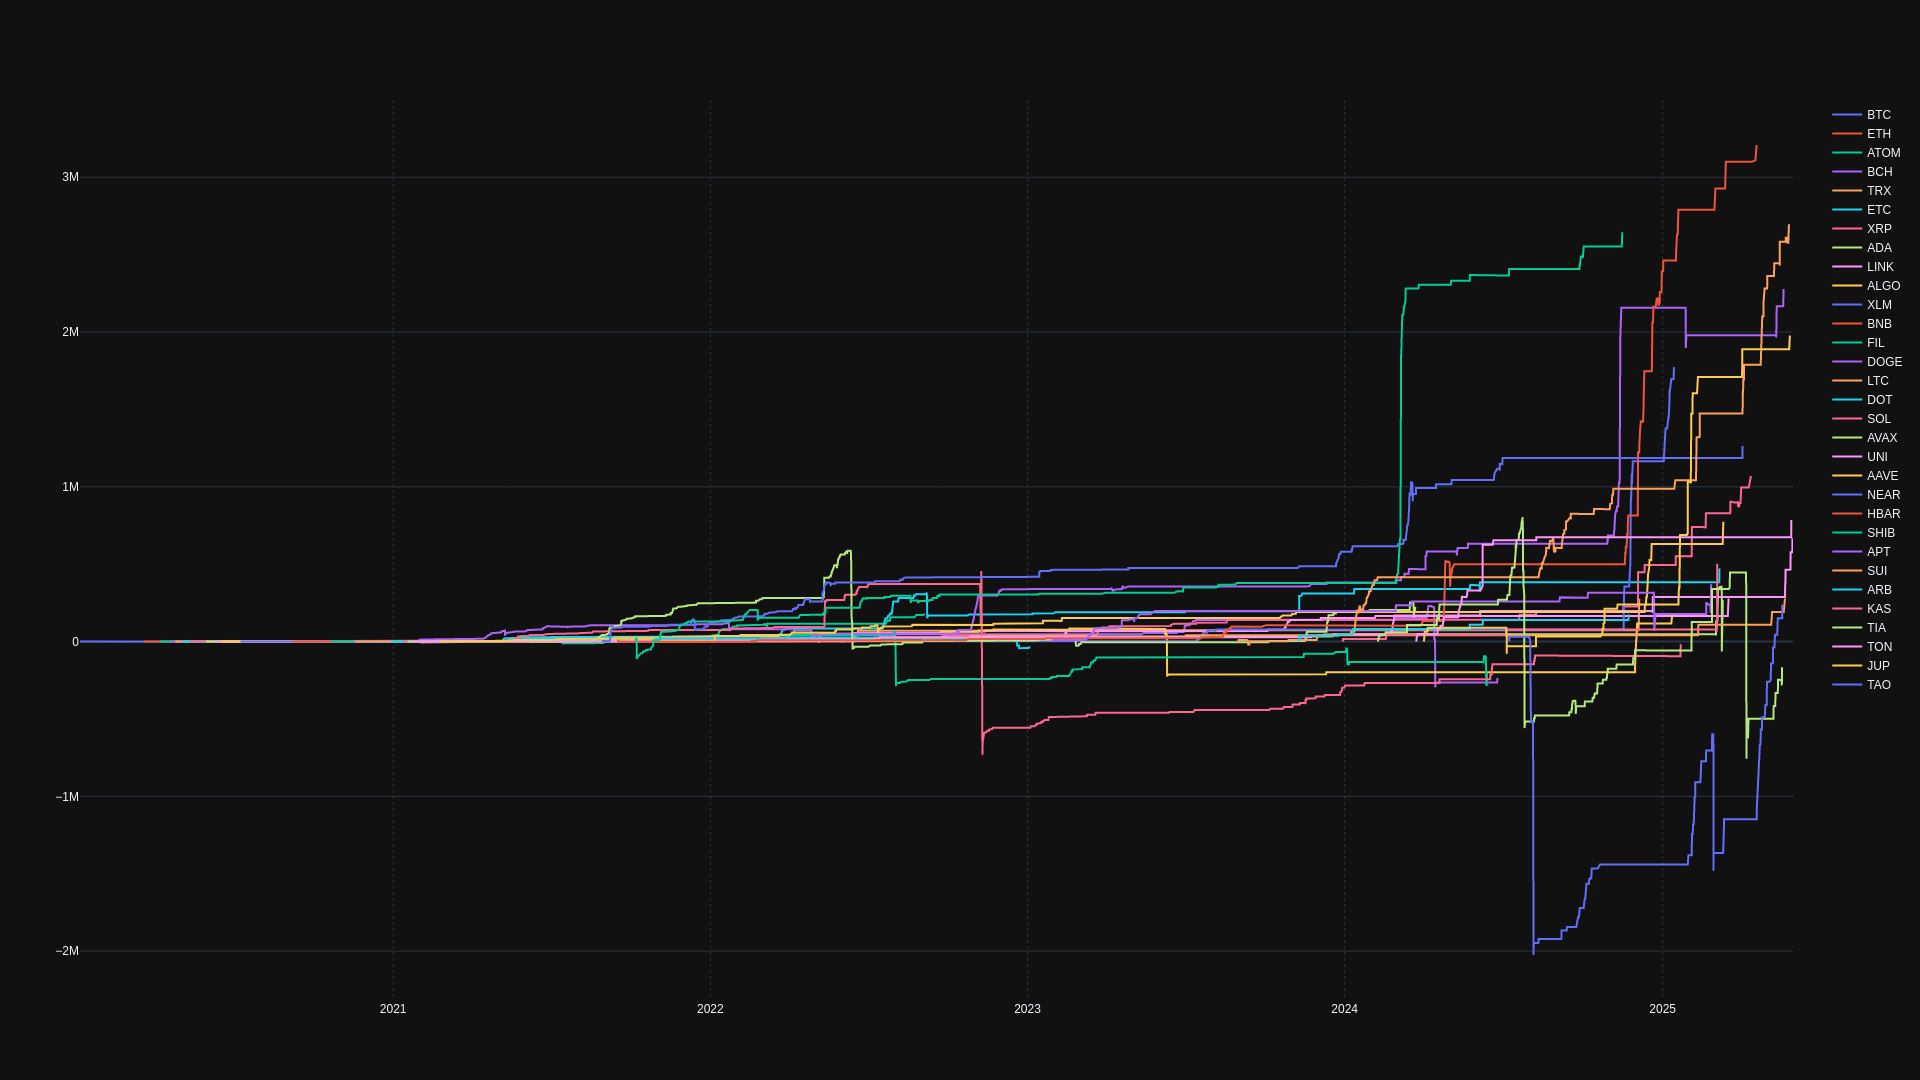 3M
2M
1M
0
−1M
−2M
2021
2022
2023
2024
2025
BTC
ETH
ATOM
BCH
TRX
ETC
XRP
ADA
LINK
ALGO
XLM
BNB
FIL
DOGE
LTC
DOT
SOL
AVAX
UNI
AAVE
NEAR
HBAR
SHIB
APT
SUI
ARB
KAS
TIA
TON
JUP
TAO